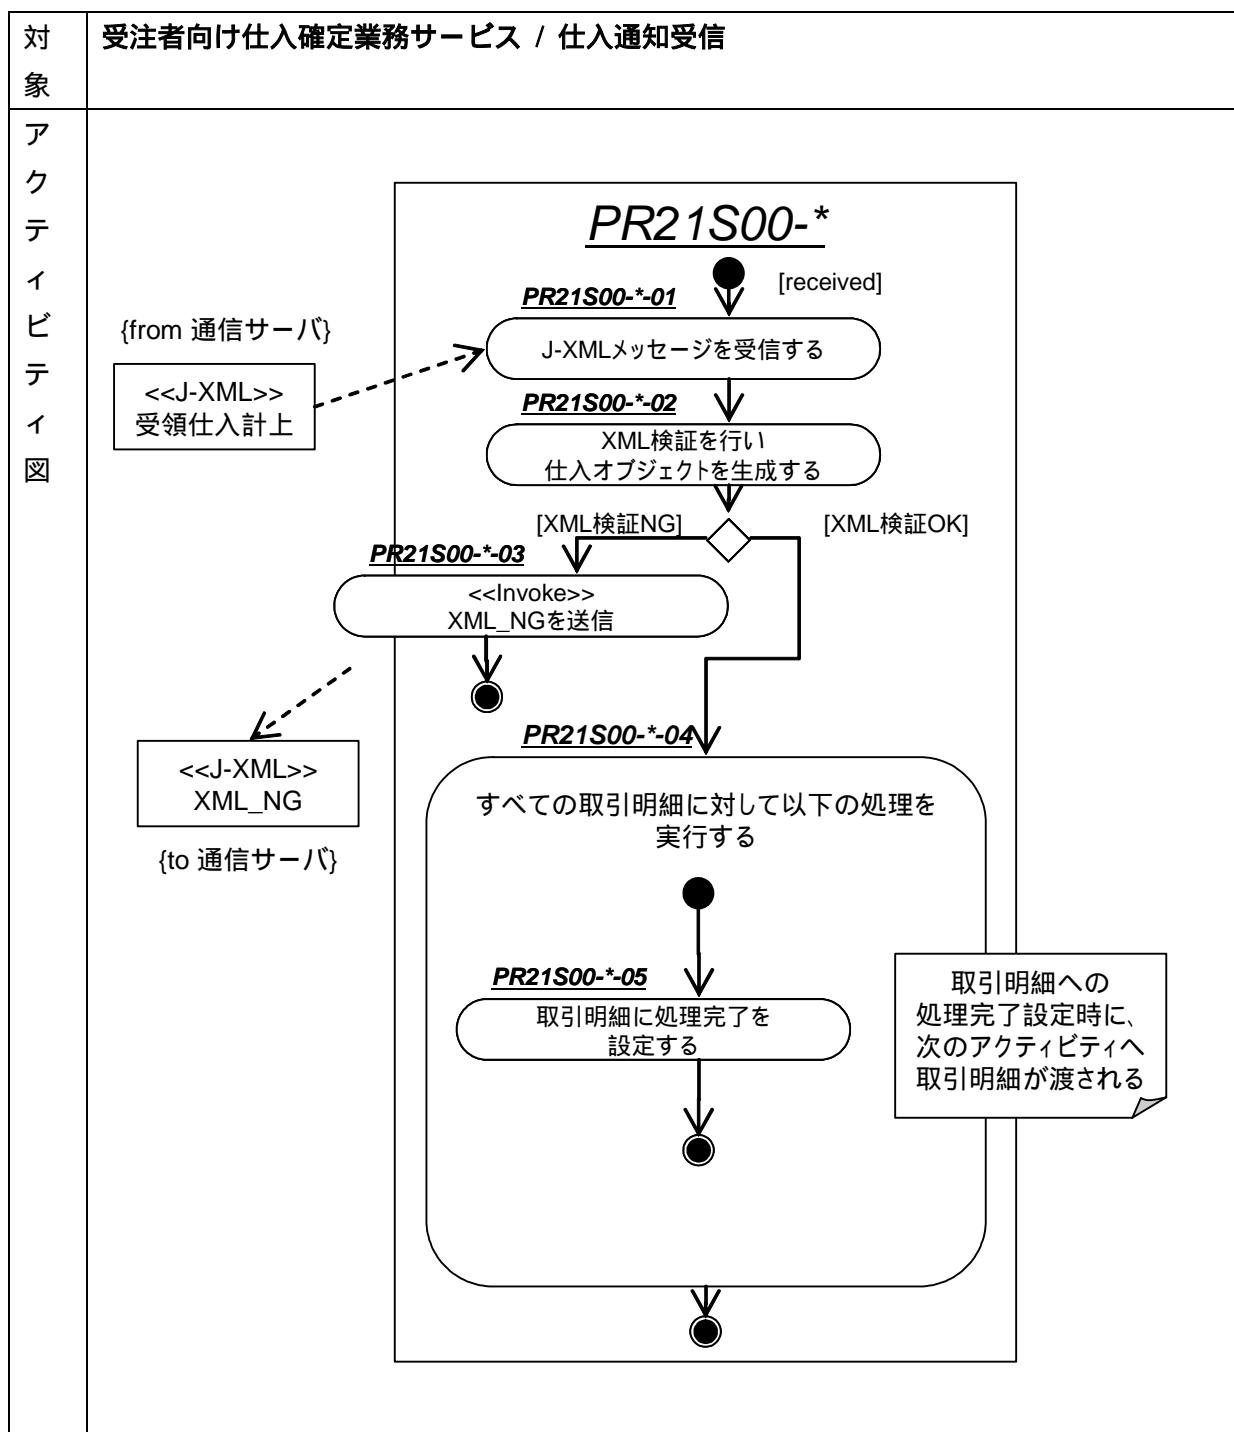 対象
受注者向け仕入確定業務サービス / 仕入通知受信
アクティビティ図
PR21S00-*
[received]
PR21S00-*-01
{from 通信サーバ}
J-XMLメッセージを受信する
<<J-XML>>
受領仕入計上
PR21S00-*-02
XML検証を行い
仕入オブジェクトを生成する
[XML検証NG]
[XML検証OK]
PR21S00-*-03
<<Invoke>>
XML_NGを送信
PR21S00-*-04
<<J-XML>>
XML_NG
{to 通信サーバ}
すべての取引明細に対して以下の処理を
実行する
PR21S00-*-05
取引明細に処理完了を
設定する
取引明細への
処理完了設定時に、
次のアクティビティへ
取引明細が渡される